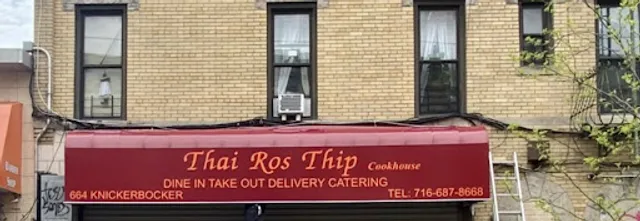 Thai Ros Thip Cookhouse
DINE IN TAKE OUT DELIVERY CATERING
664 KNICKERBOCKER TEL: 716-687-8668